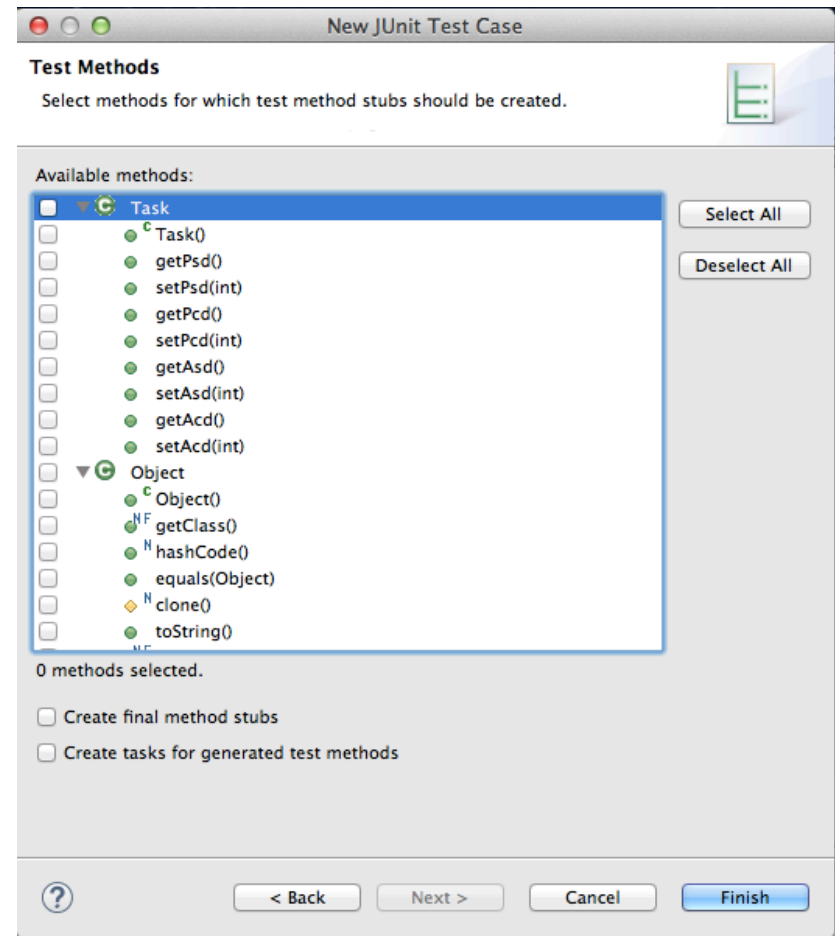 New JUnit Test Case
Test Methods
Select methods for which test method stubs should be created.
Available methods:
C Task
C Task()
getPsd()
setPsd(int)
getPcd()
setPcd(int)
getAsd()
setAsd(int)
getAcd()
setAcd(int)
C Object
C Object()
N F getClass()
N hashCode()
equals(Object)
N clone()
toString()
N F
Select All
Deselect All
0 methods selected.
Create final method stubs
Create tasks for generated test methods
?
< Back
Next >
Cancel
Finish